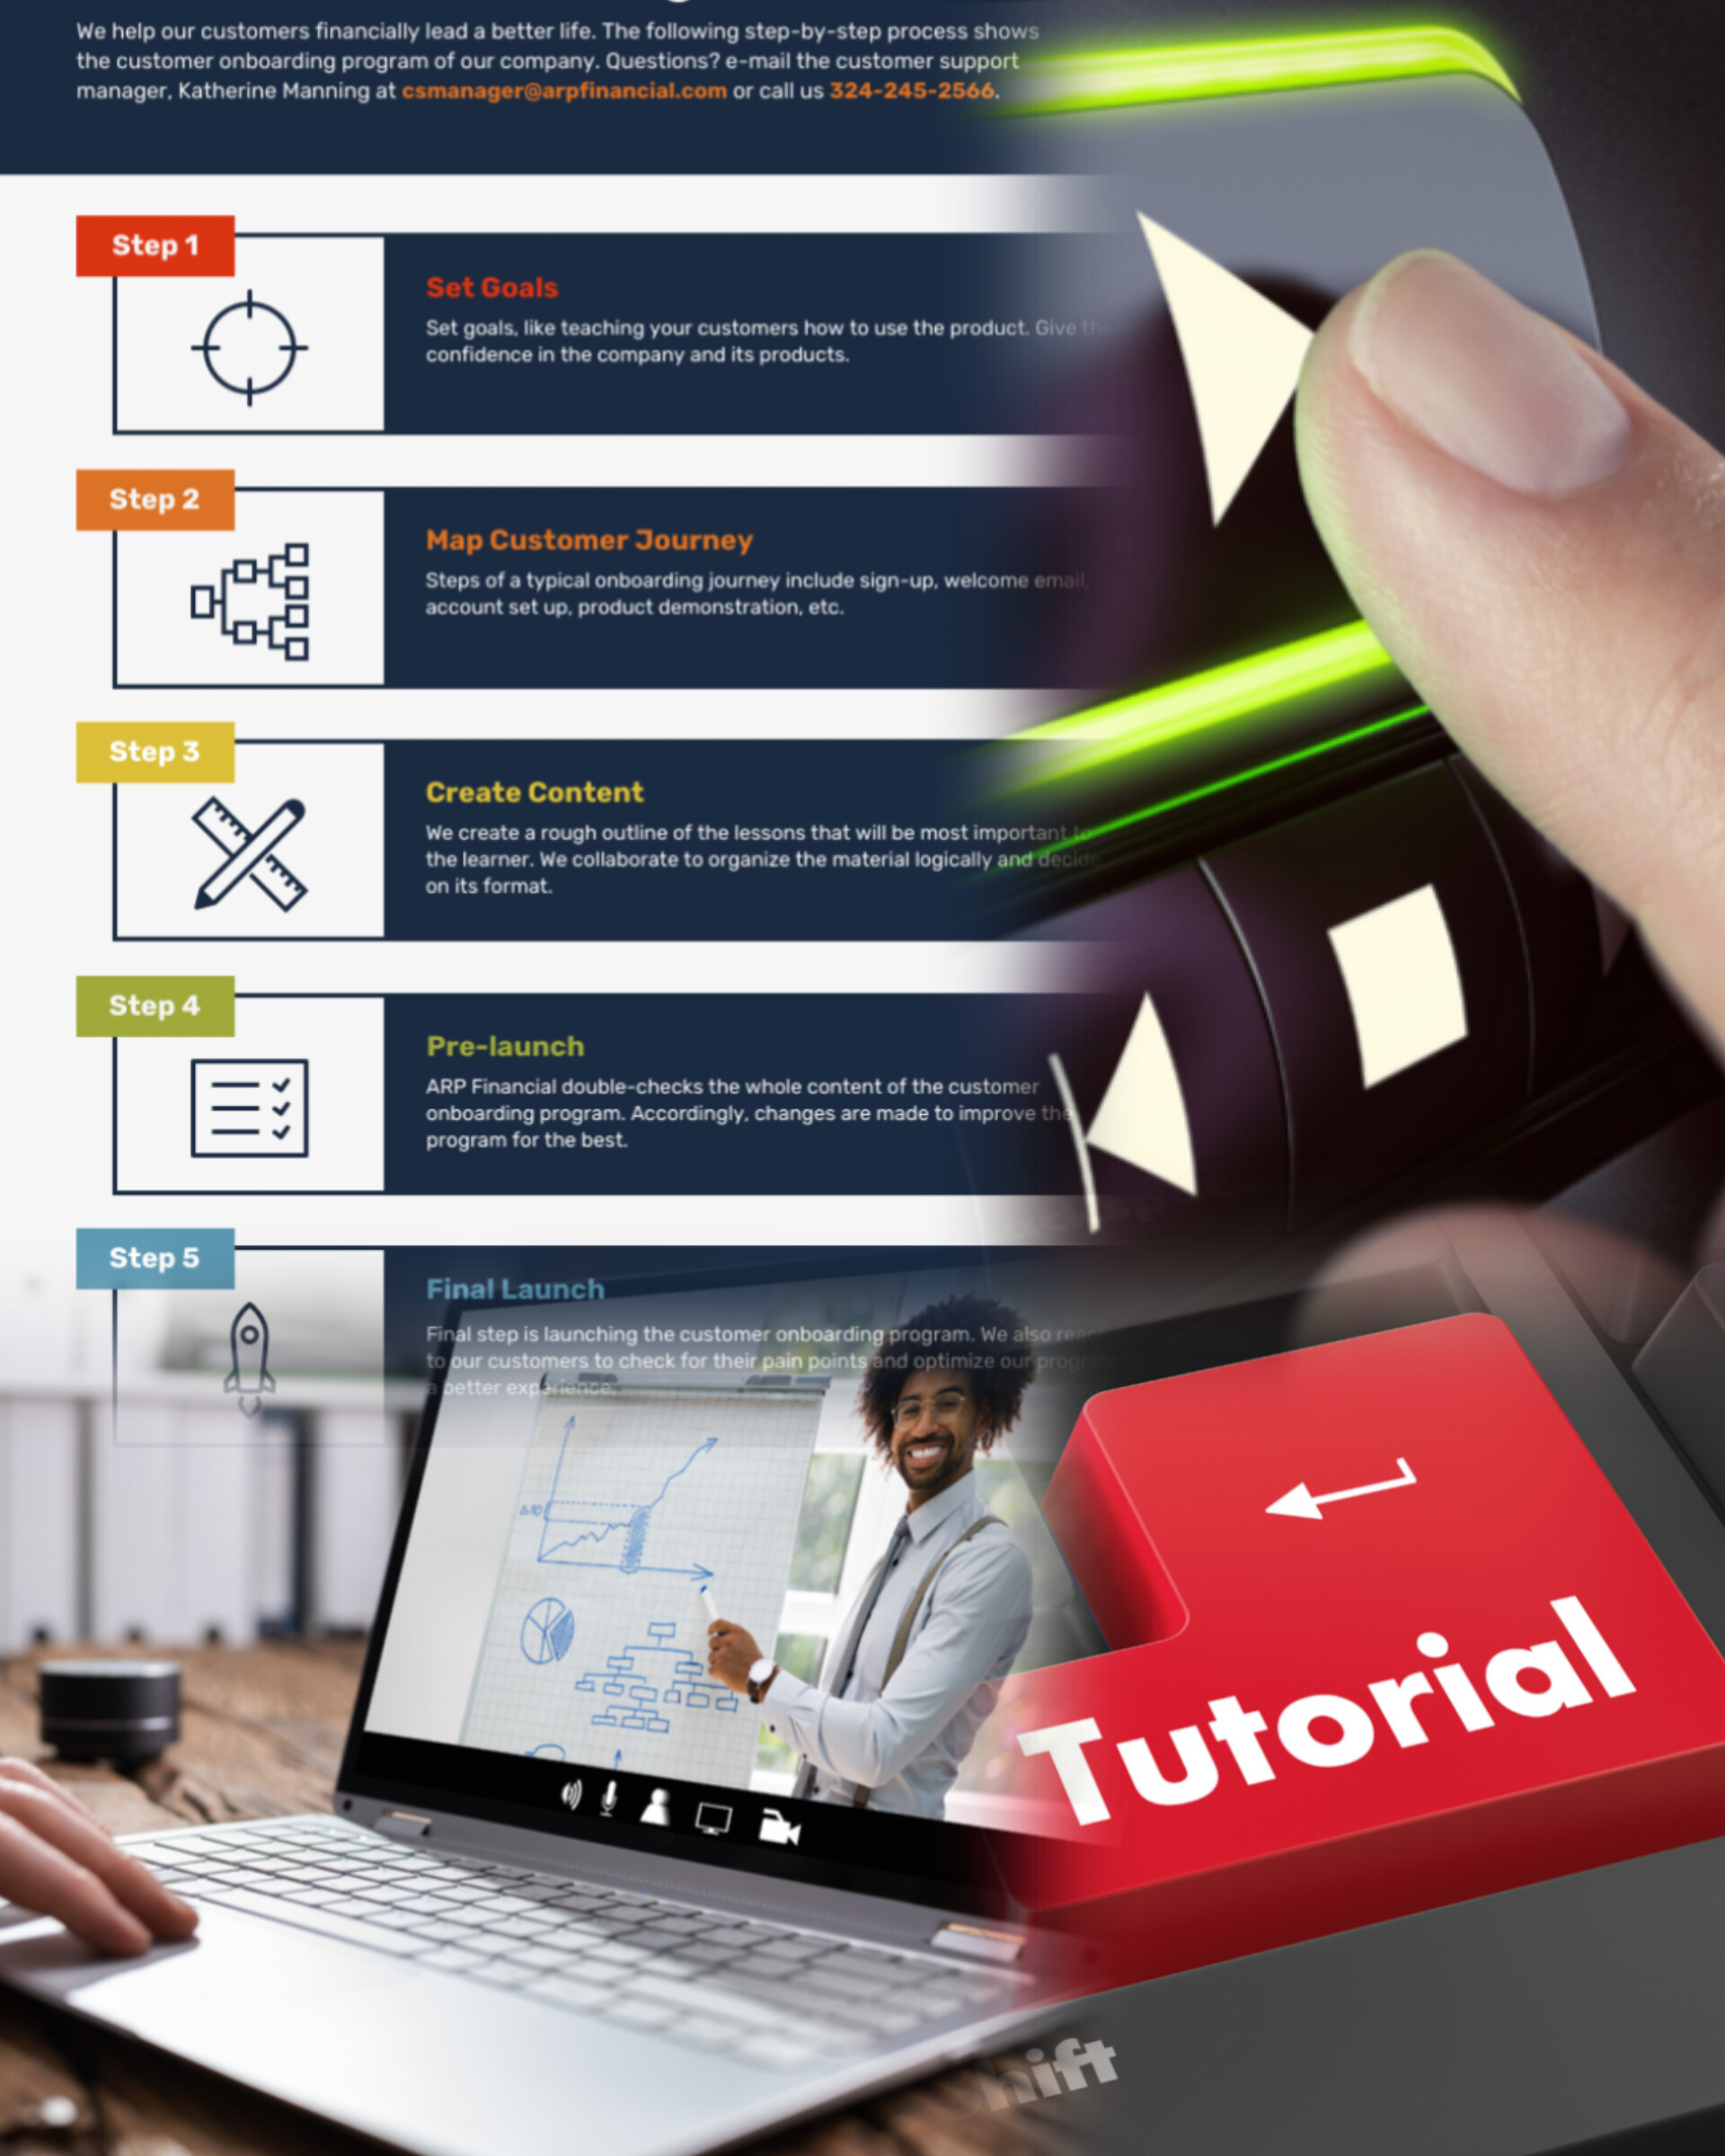 We help our customers financially lead a better life. The following step-by-step process shows
the customer onboarding program of our company. Questions? e-mail the customer support
manager, Katherine Manning at csmanager@arpfinancial.com or call us 324-245-2566.
Step 1
Set Goals
Set goals, like teaching your customers how to use the product. Give
confidence in the company and its products.
Step 2
Map Customer Journey
Steps of a typical onboarding journey include sign-up, welcome email,
account set up, product demonstration, etc.
Step 3
Create Content
We create a rough outline of the lessons that will be most important to
the learner. We collaborate to organize the material logically and decide
on its format.
Step 4
Pre-launch
ARP Financial double-checks the whole content of the customer
onboarding program. Accordingly, changes are made to improve the
program for the best.
Step 5
Final Launch
Final step is launching the customer onboarding program. We also
to our customers to check for their pain points and optimize our
a better experience.
Tutorial